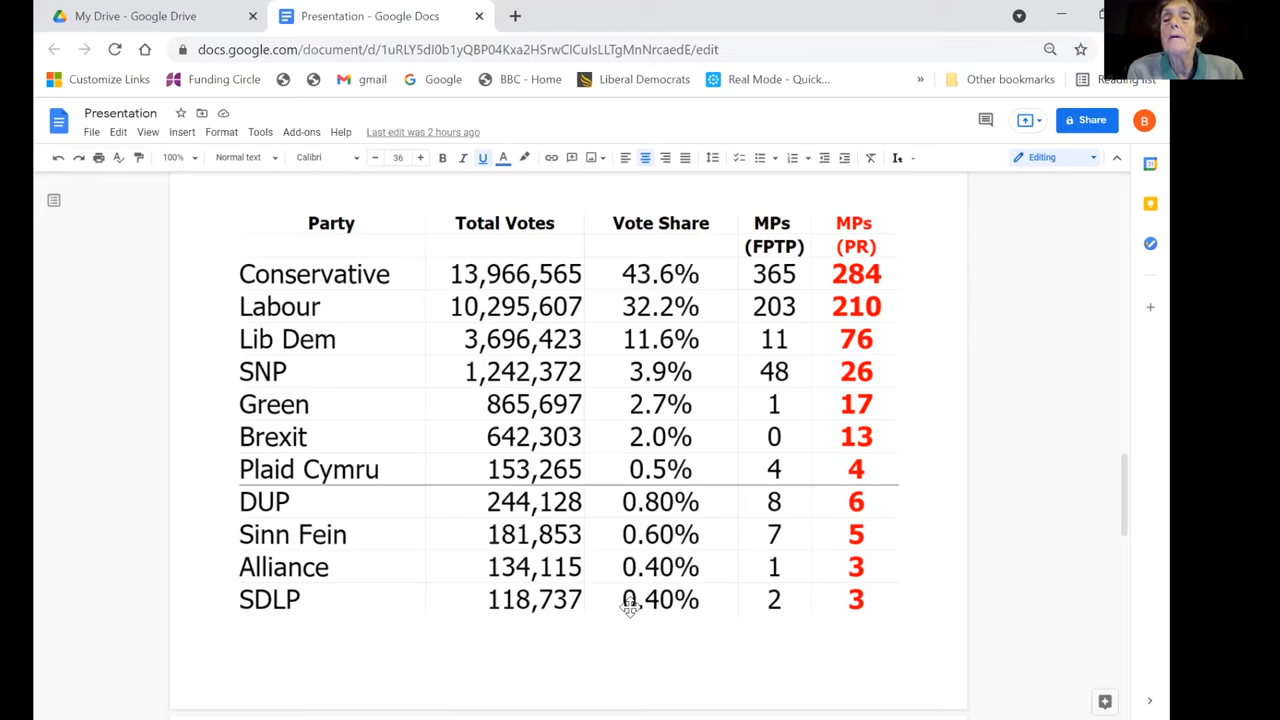 My Drive - Google Drive
Presentation - Google Docs
docs.google.com/document/d/1uRLY5dI0b1yQBP04Kxa2HSrwClCuIsLLTgMnNrcaedE/edit
Customize Links Funding Circle gmail Google BBC - Home Liberal Democrats Real Mode - Quick... » Other bookmarks Reading list
Presentation
File Edit View Insert Format Tools Add-ons Help Last edit was 2 hours ago
Share B
100% Normal text Calibri 36 B I U A Editing
Party Total Votes Vote Share MPs MPs
(FPTP) (PR)
Conservative 13,966,565 43.6% 365 284
Labour 10,295,607 32.2% 203 210
Lib Dem 3,696,423 11.6% 11 76
SNP 1,242,372 3.9% 48 26
Green 865,697 2.7% 1 17
Brexit 642,303 2.0% 0 13
Plaid Cymru 153,265 0.5% 4 4
DUP 244,128 0.80% 8 6
Sinn Fein 181,853 0.60% 7 5
Alliance 134,115 0.40% 1 3
SDLP 118,737 0.40% 2 3